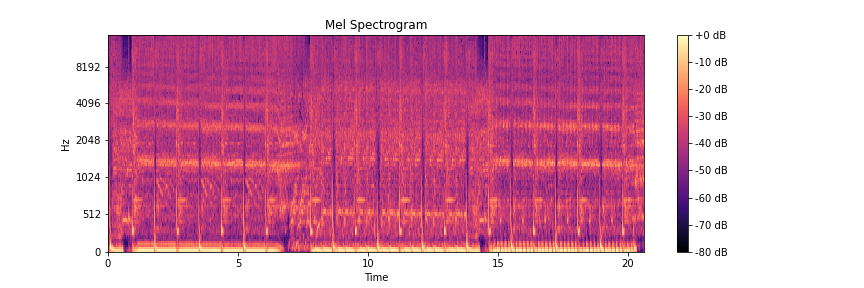 Mel Spectrogram
+0 dB
8192
-10 dB
4096
-20 dB
-30 dB
Hz
2048
-40 dB
1024
-50 dB
512
-60 dB
-70 dB
0
-80 dB
0 5 10 15 20
Time